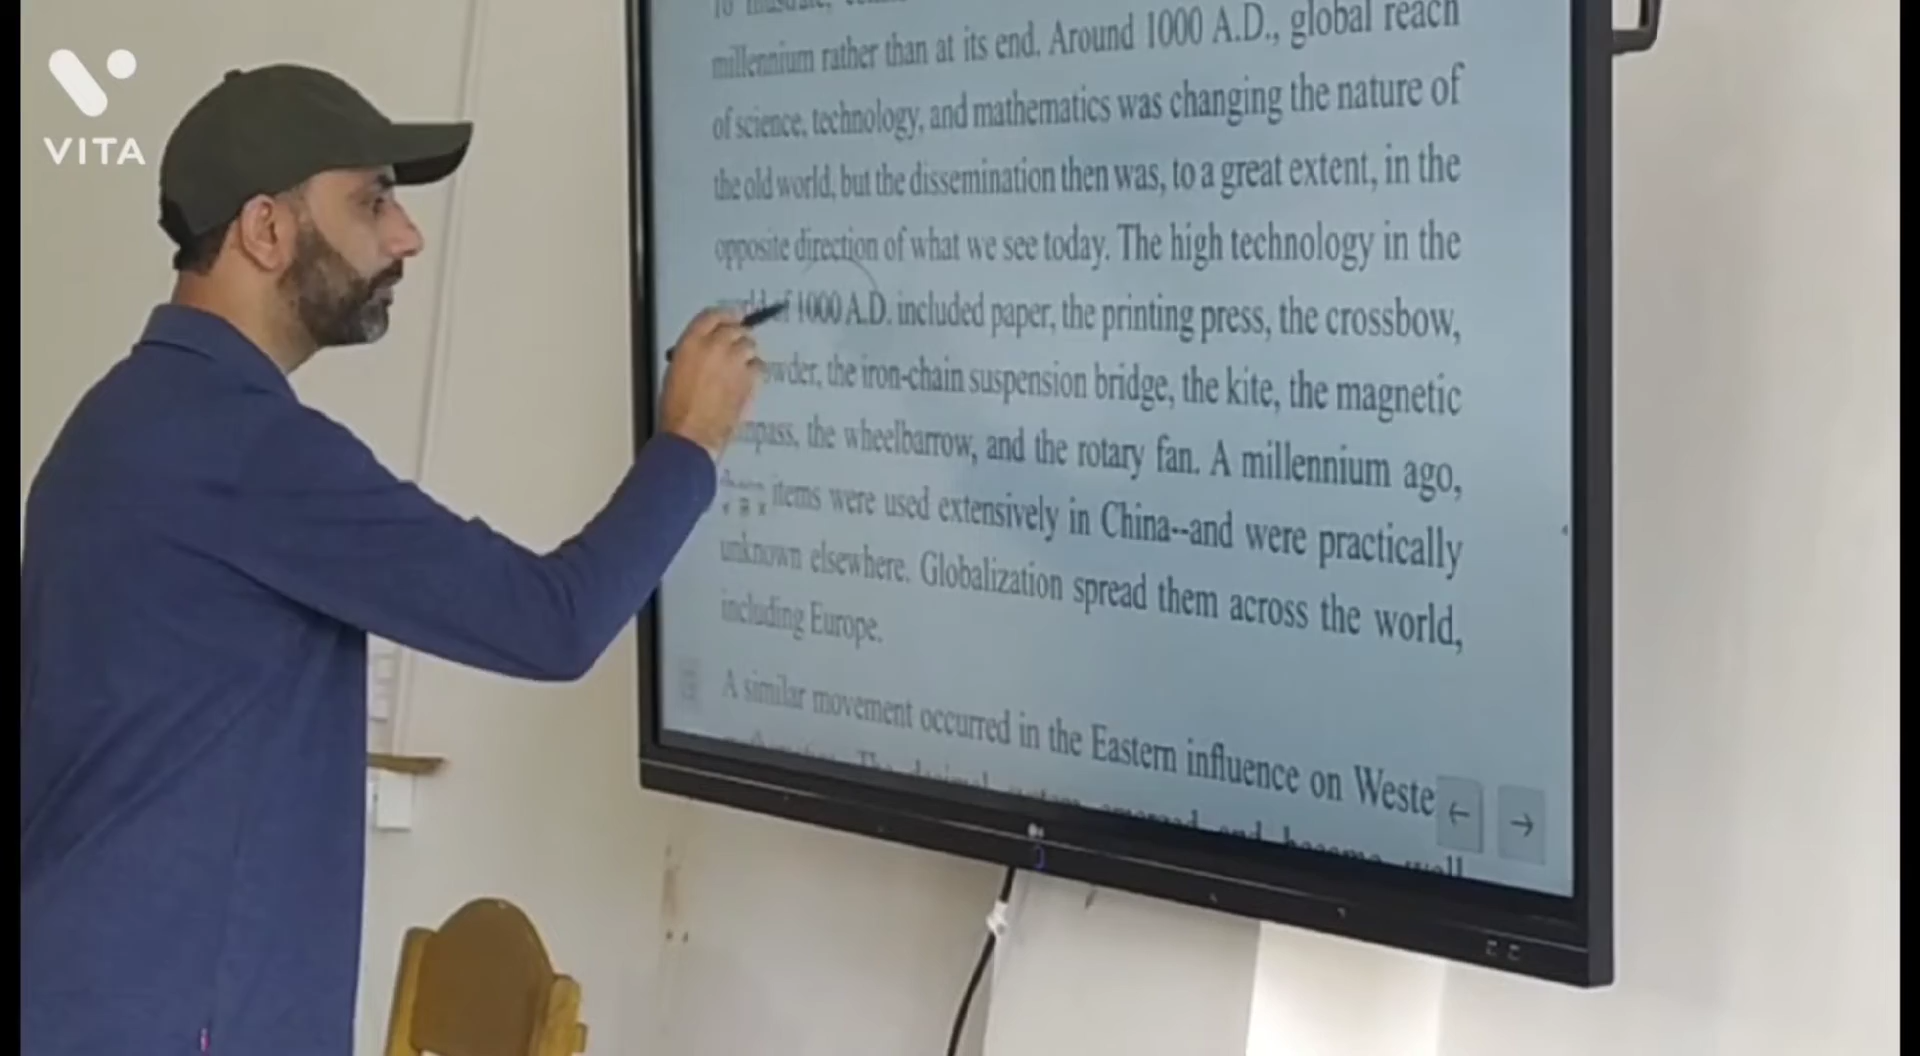 VITA
millennium rather than at its end. Around 1000 A.D., global reach
of science, technology, and mathematics was changing the nature of
the old world, but the dissemination then was, to a great extent, in the
opposite direction of what we see today. The high technology in the
of 1000 A.D. included paper, the printing press, the crossbow,
the iron-chain suspension bridge, the kite, the magnetic
the wheelbarrow, and the rotary fan. A millennium ago,
items were used extensively in China--and were practically
unknown elsewhere. Globalization spread them across the world,
including Europe.
A similar movement occurred in the Eastern influence on Weste